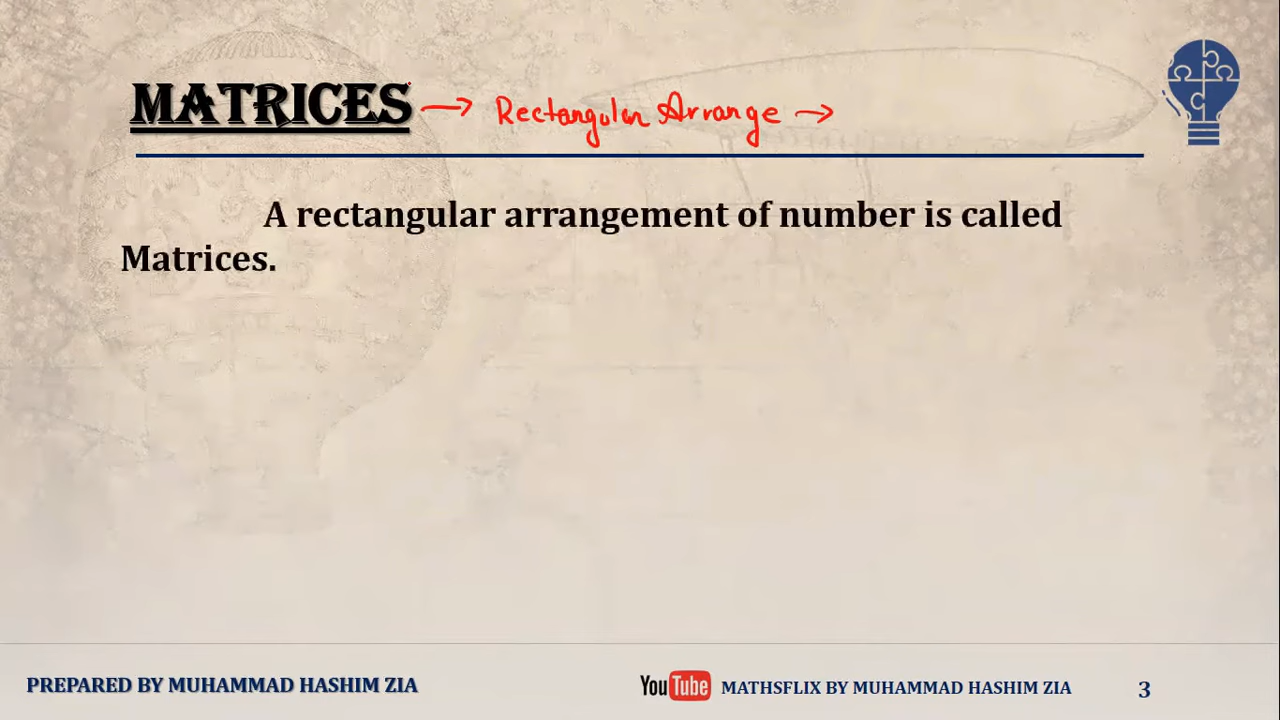 MATRICES → Rectangular Arrange →
A rectangular arrangement of number is called
Matrices.
PREPARED BY MUHAMMAD HASHIM ZIA
YouTube MATHSFLIX BY MUHAMMAD HASHIM ZIA 3